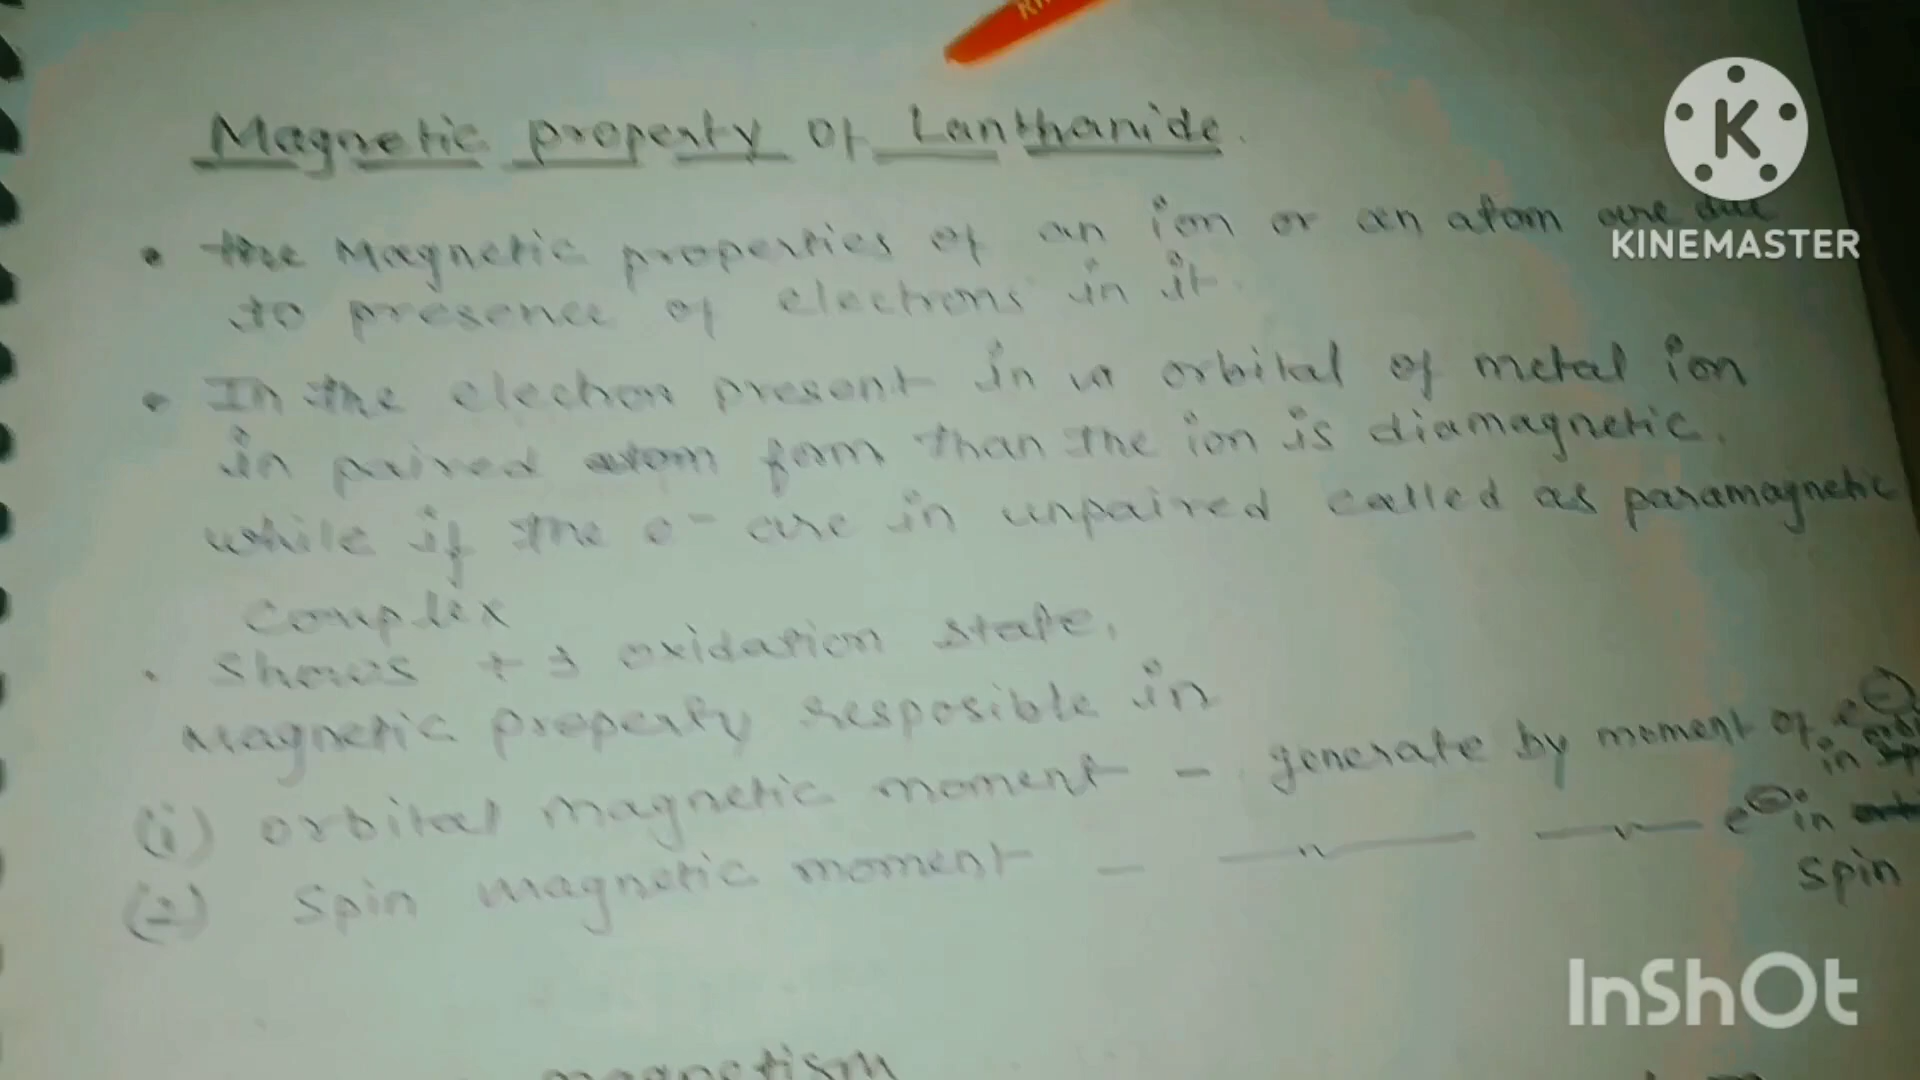 Magnetic property of Lanthanide.
KINEMASTER
• the Magnetic properties of an ion or an atom are due
to presence of electrons in it.
• In the electron present in orbital of metal ion
in paired form than the ion is diamagnetic.
while if the e- are in unpaired called as paramagnetic
complex
• Shows +3 oxidation state.
Magnetic property resposible in
(i) orbital magnetic moment - generate by moment of e⊖
in
(2) Spin magnetic moment - —〃— —〃— e⊖ in
spin
InShOt
magnetism